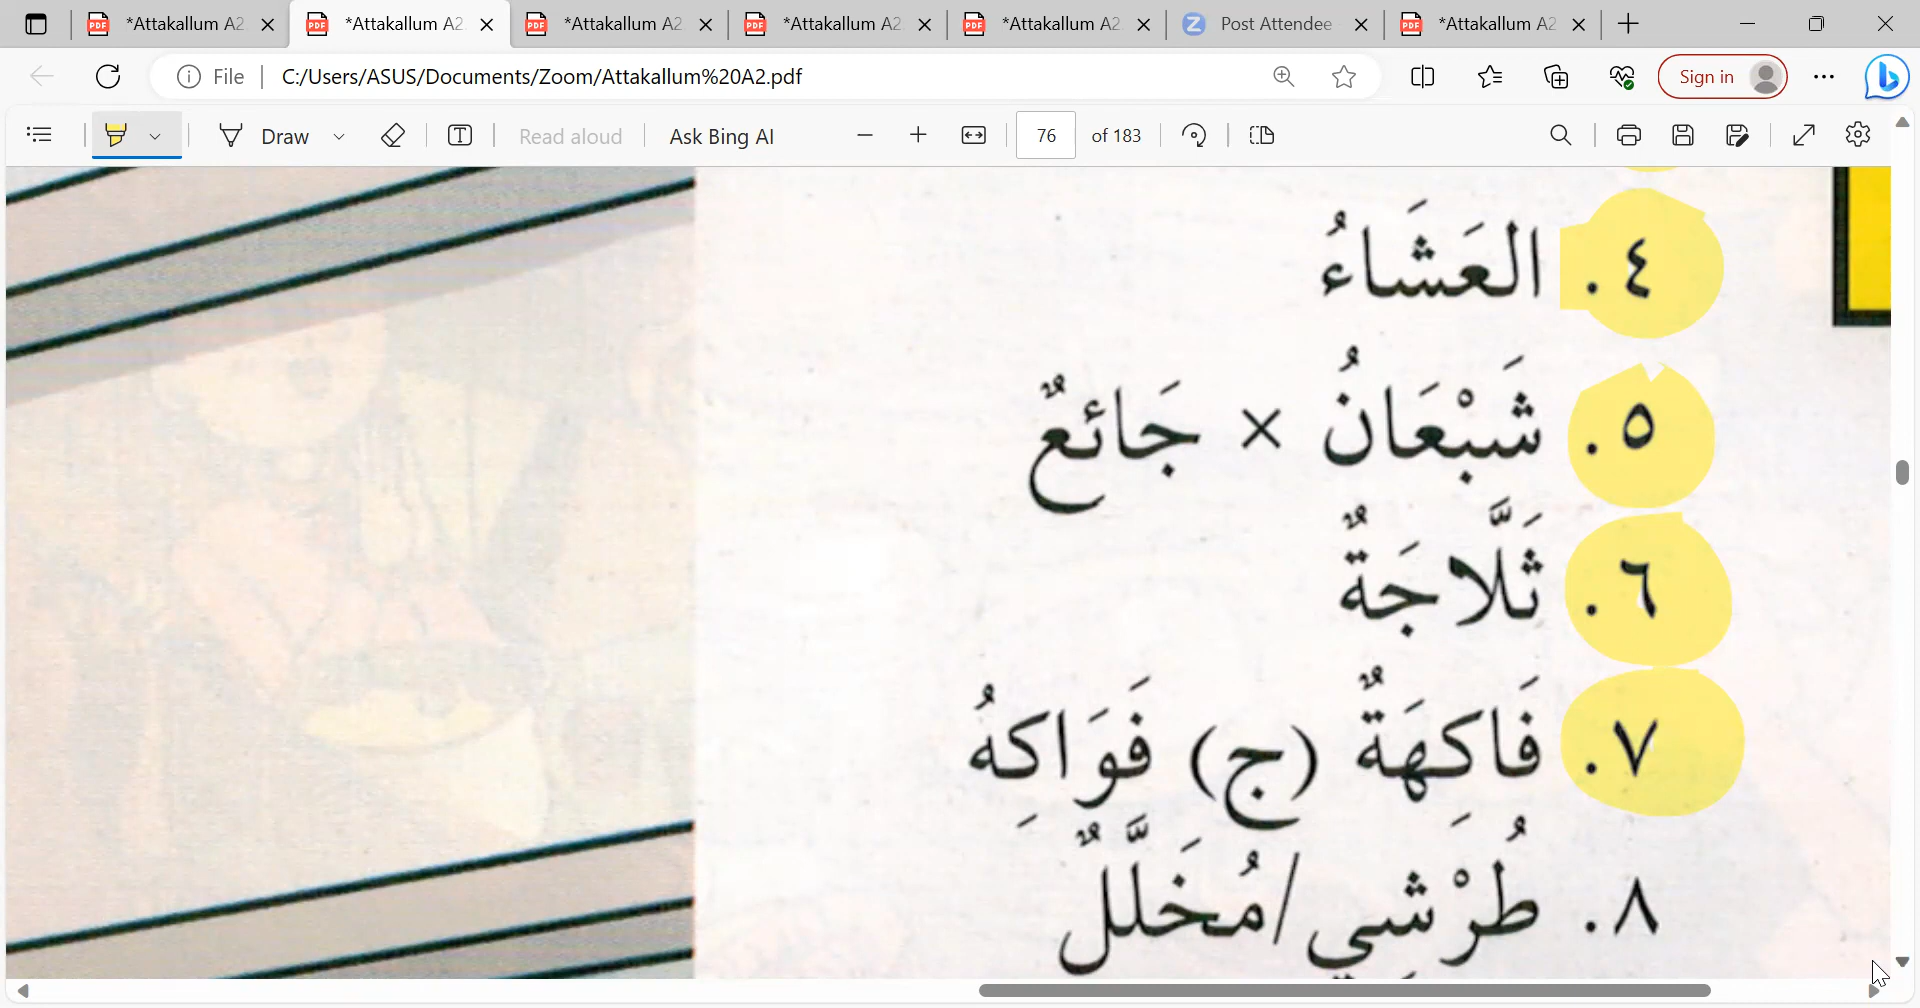 *Attakallum A2 *Attakallum A2 *Attakallum A2 *Attakallum A2 *Attakallum A2 Post Attendee *Attakallum A2
File C:/Users/ASUS/Documents/Zoom/Attakallum%20A2.pdf Sign in
Draw Read aloud Ask Bing AI 76 of 183
٤. العَشَاءُ
٥. شَبْعَانُ × جَائعٌ
٦. ثَلَّاجَةٌ
٧. فَاكِهَةٌ (ج) فَوَاكِهُ
٨. طُرْشِي/مُخَلَّلٌ